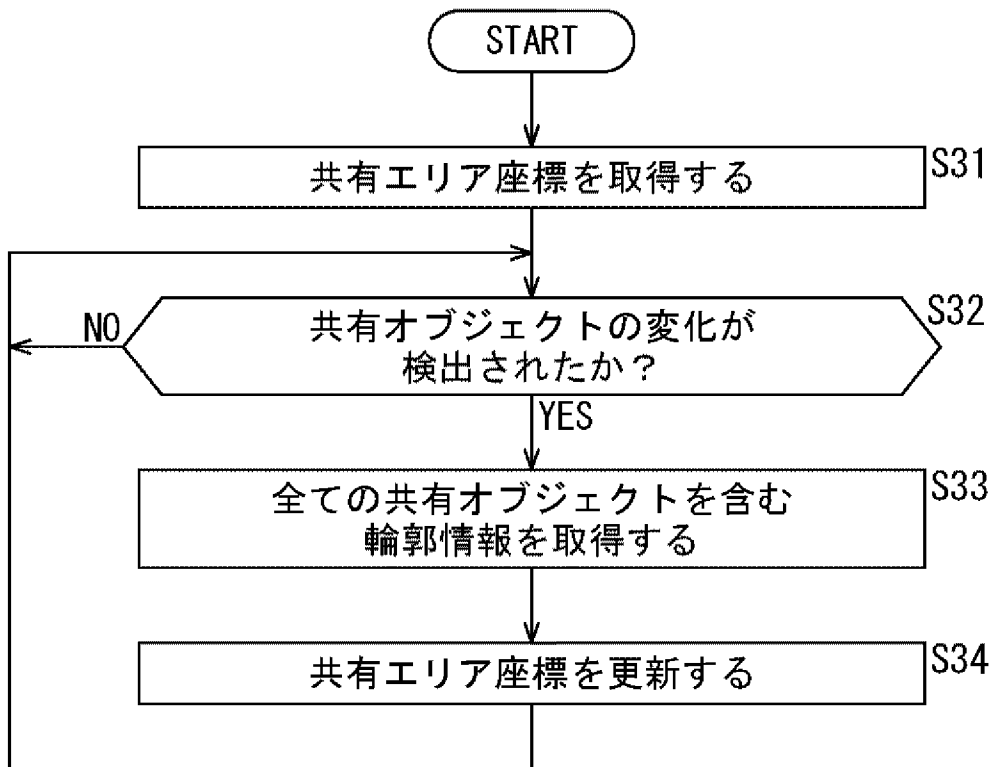 START
共有エリア座標を取得する
S31
共有オブジェクトの変化が
検出されたか？
S32
NO
YES
全ての共有オブジェクトを含む
輪郭情報を取得する
S33
共有エリア座標を更新する
S34